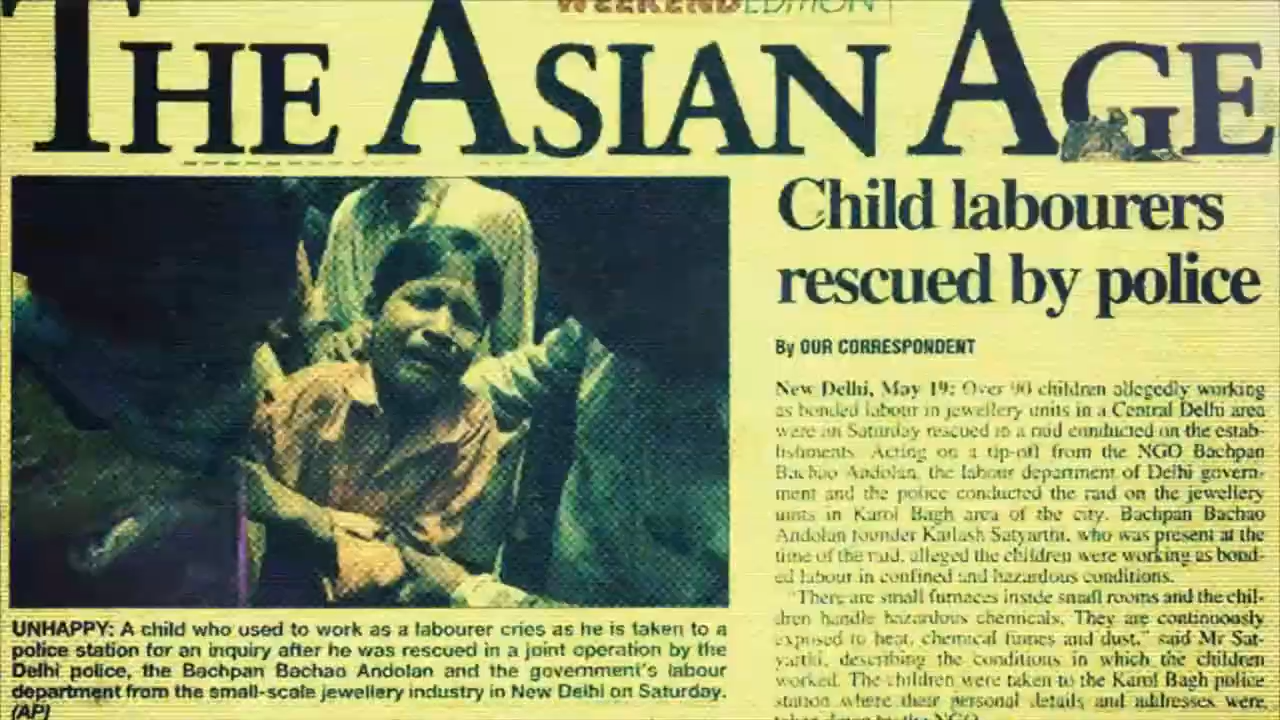 WEEKEND EDITION
THE ASIAN AGE
Child labourers
rescued by police
By OUR CORRESPONDENT
New Delhi, May 19: Over 90 children allegedly working
as bonded labour in jewellery units in a Central Delhi area
were on Saturday rescued in a raid conducted on the estab-
lishments. Acting on a tip-off from the NGO Bachpan
Bachao Andolan, the labour department of Delhi govern-
ment and the police conducted the raid on the jewellery
units in Karol Bagh area of the city. Bachpan Bachao
Andolan founder Kailash Satyarthi, who was present at the
time of the raid, alleged the children were working as bond-
ed labour in confined and hazardous conditions.
"There are small furnaces inside small rooms and the chil-
dren handle hazardous chemicals. They are continuously
exposed to heat, chemical fumes and dust," said Mr Sat-
yarthi, describing the conditions in which the children
worked. The children were taken to the Karol Bagh police
station where their personal details and addresses were
taken down by the NGO
UNHAPPY: A child who used to work as a labourer cries as he is taken to a
police station for an inquiry after he was rescued in a joint operation by the
Delhi police, the Bachpan Bachao Andolan and the government's labour
department from the small-scale jewellery industry in New Delhi on Saturday.
(AP)